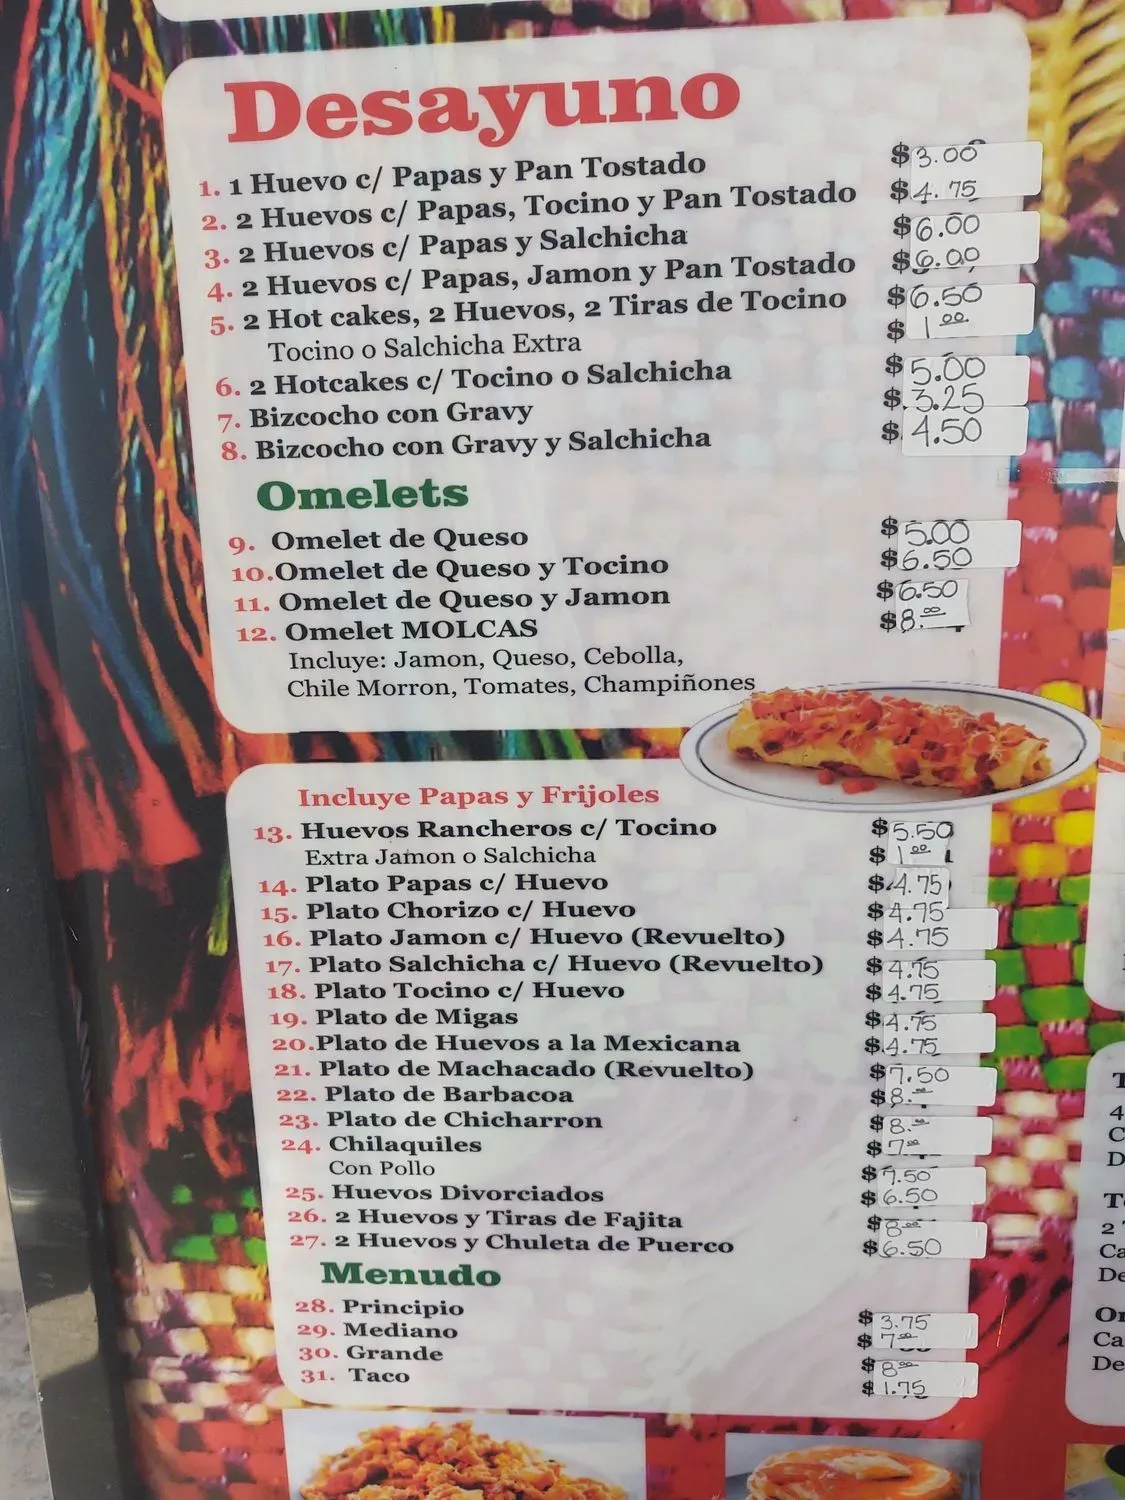 Desayuno
1. 1 Huevo c/ Papas y Pan Tostado $3.00
2. 2 Huevos c/ Papas, Tocino y Pan Tostado $4.75
3. 2 Huevos c/ Papas y Salchicha $6.00
4. 2 Huevos c/ Papas, Jamon y Pan Tostado $6.00
5. 2 Hot cakes, 2 Huevos, 2 Tiras de Tocino $6.50
Tocino o Salchicha Extra $1.00
6. 2 Hotcakes c/ Tocino o Salchicha $5.00
7. Bizcocho con Gravy $3.25
8. Bizcocho con Gravy y Salchicha $4.50
Omelets
9. Omelet de Queso $5.00
10. Omelet de Queso y Tocino $6.50
11. Omelet de Queso y Jamon $6.50
12. Omelet MOLCAS $8.00
Incluye: Jamon, Queso, Cebolla,
Chile Morron, Tomates, Champiñones
Incluye Papas y Frijoles
13. Huevos Rancheros c/ Tocino $5.50
Extra Jamon o Salchicha $1.00
14. Plato Papas c/ Huevo $4.75
15. Plato Chorizo c/ Huevo $4.75
16. Plato Jamon c/ Huevo (Revuelto) $4.75
17. Plato Salchicha c/ Huevo (Revuelto) $4.75
18. Plato Tocino c/ Huevo $4.75
19. Plato de Migas $4.75
20. Plato de Huevos a la Mexicana $4.75
21. Plato de Machacado (Revuelto) $7.50
22. Plato de Barbacoa $8.00
23. Plato de Chicharron $8.00
24. Chilaquiles $7.00
Con Pollo $7.50
25. Huevos Divorciados $6.50
26. 2 Huevos y Tiras de Fajita $8.00
27. 2 Huevos y Chuleta de Puerco $6.50
Menudo
28. Principio $3.75
29. Mediano $7.00
30. Grande $8.00
31. Taco $1.75